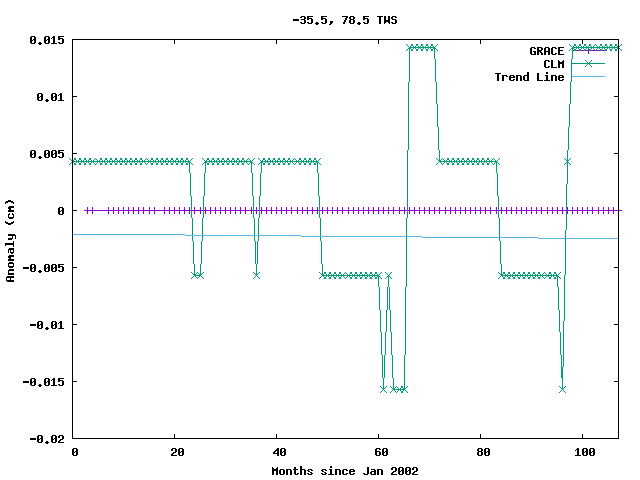 -35.5, 78.5 TWS
0.015
GRACE
CLM
Trend Line
0.01
0.005
0
-0.005
-0.01
-0.015
-0.02
Anomaly (cm)
0 20 40 60 80 100
Months since Jan 2002